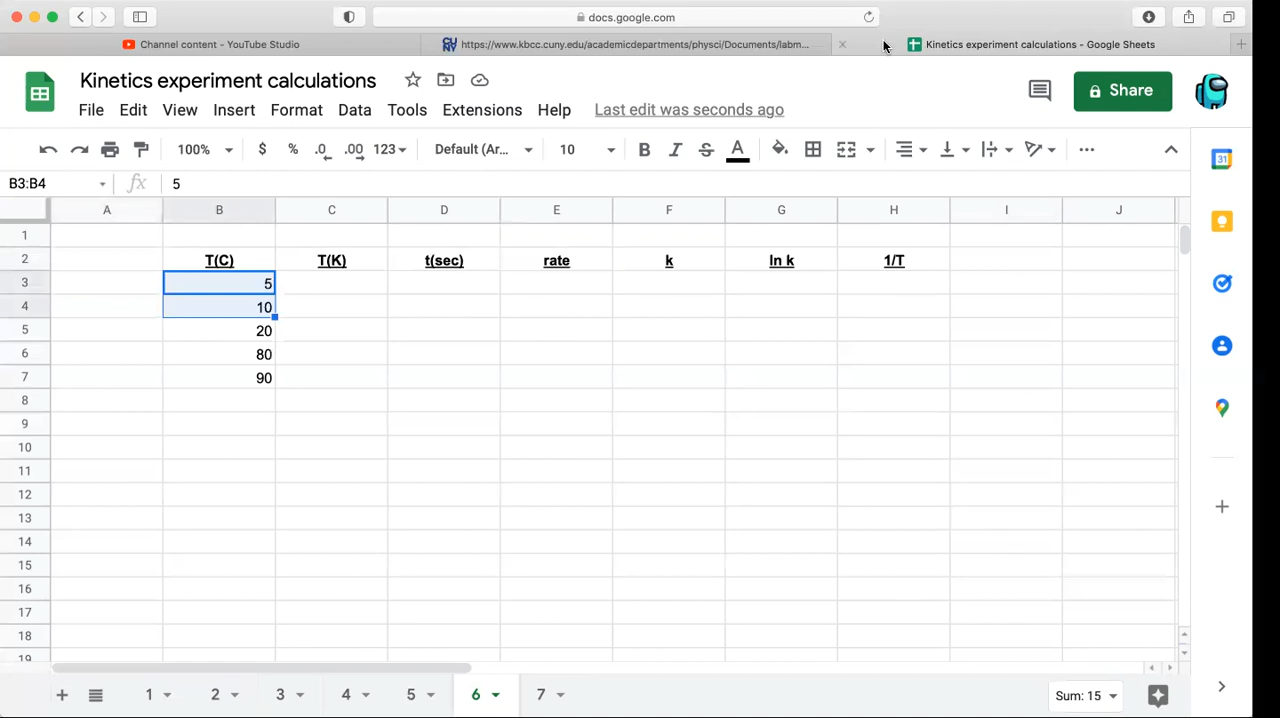 docs.google.com
Channel content - YouTube Studio
https://www.kbcc.cuny.edu/academicdepartments/physci/Documents/labm...
Kinetics experiment calculations - Google Sheets
Kinetics experiment calculations
File Edit View Insert Format Data Tools Extensions Help Last edit was seconds ago
Share
100% $ % .0 .00 123 Default (Ar... 10 B I S A
B3:B4 fx 5
A B C D E F G H I J
1
2 T(C) T(K) t(sec) rate k ln k 1/T
3 5
4 10
5 20
6 80
7 90
8
9
10
11
12
13
14
15
16
17
18
19
1 2 3 4 5 6 7 Sum: 15
31